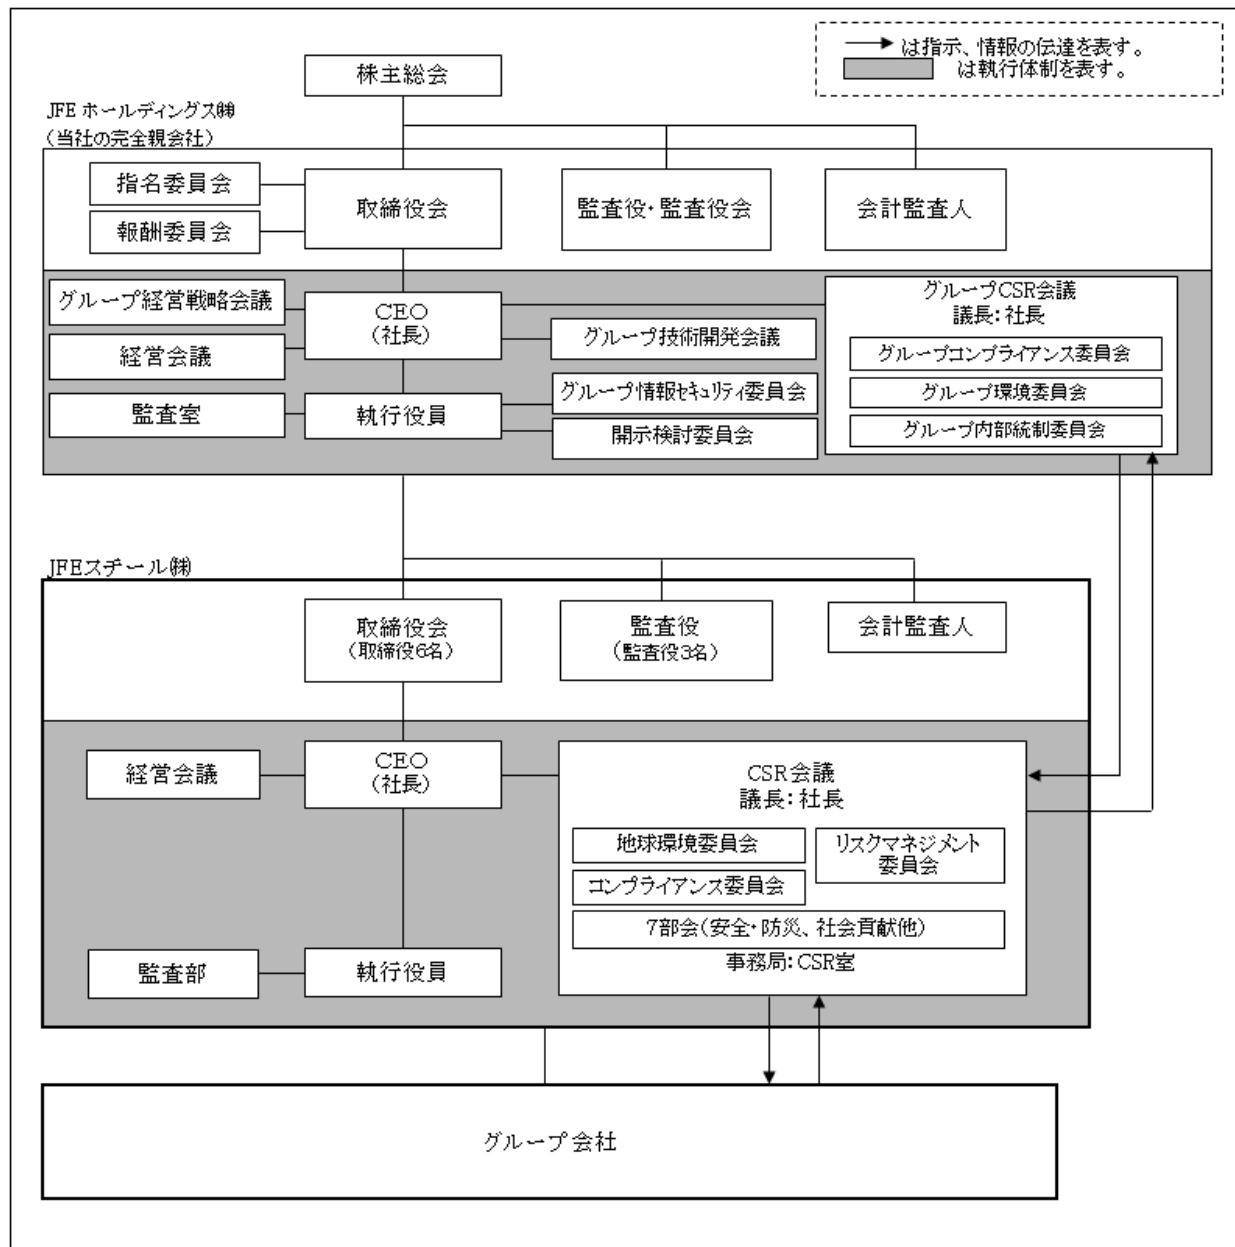 は指示、情報の伝達を表す。
は執行体制を表す。
株主総会
JFE ホールディングス㈱
（当社の完全親会社）
指名委員会
報酬委員会
取締役会
監査役・監査役会
会計監査人
グループ経営戦略会議
経営会議
監査室
CEO
(社長)
執行役員
グループ技術開発会議
グループ情報セキュリティ委員会
開示検討委員会
グループCSR会議
議長：社長
グループコンプライアンス委員会
グループ環境委員会
グループ内部統制委員会
JFEスチール㈱
取締役会
（取締役6名）
監査役
（監査役3名）
会計監査人
経営会議
CEO
(社長)
監査部
執行役員
CSR会議
議長：社長
地球環境委員会
リスクマネジメント
委員会
コンプライアンス委員会
7部会（安全・防災、社会貢献他）
事務局：CSR室
グループ会社